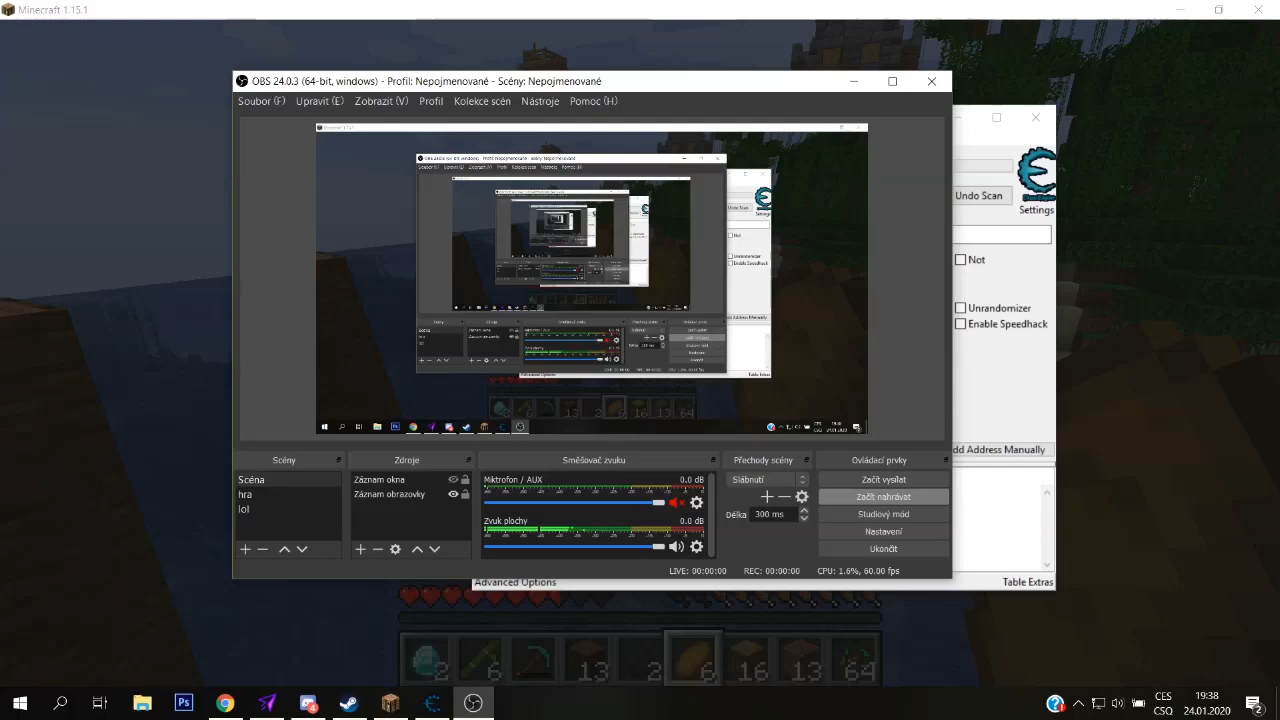 Minecraft 1.15.1
OBS 24.0.3 (64-bit, windows) - Profil: Nepojmenované - Scény: Nepojmenované
Soubor (F) Upravit (E) Zobrazit (V) Profil Kolekce scén Nástroje Pomoc (H)
Undo Scan
Settings
Not
Unrandomizer
Enable Speedhack
dd Address Manually
Scény Zdroje Směšovač zvuku Přechody scény Ovládací prvky
Scéna
hra
lol
Záznam okna
Záznam obrazovky
Mikrofon / AUX 0.0 dB
Zvuk plochy 0.0 dB
Slábnutí
Délka 300 ms
Začít vysílat
Začít nahrávat
Studiový mód
Nastavení
Ukončit
LIVE: 00:00:00 REC: 00:00:00 CPU: 1.6%, 60.00 fps
Advanced Options Table Extras
2 6 13 2 6 16 13 64
Ps 4 CES 19:38
CSQ 24.01.2020 2